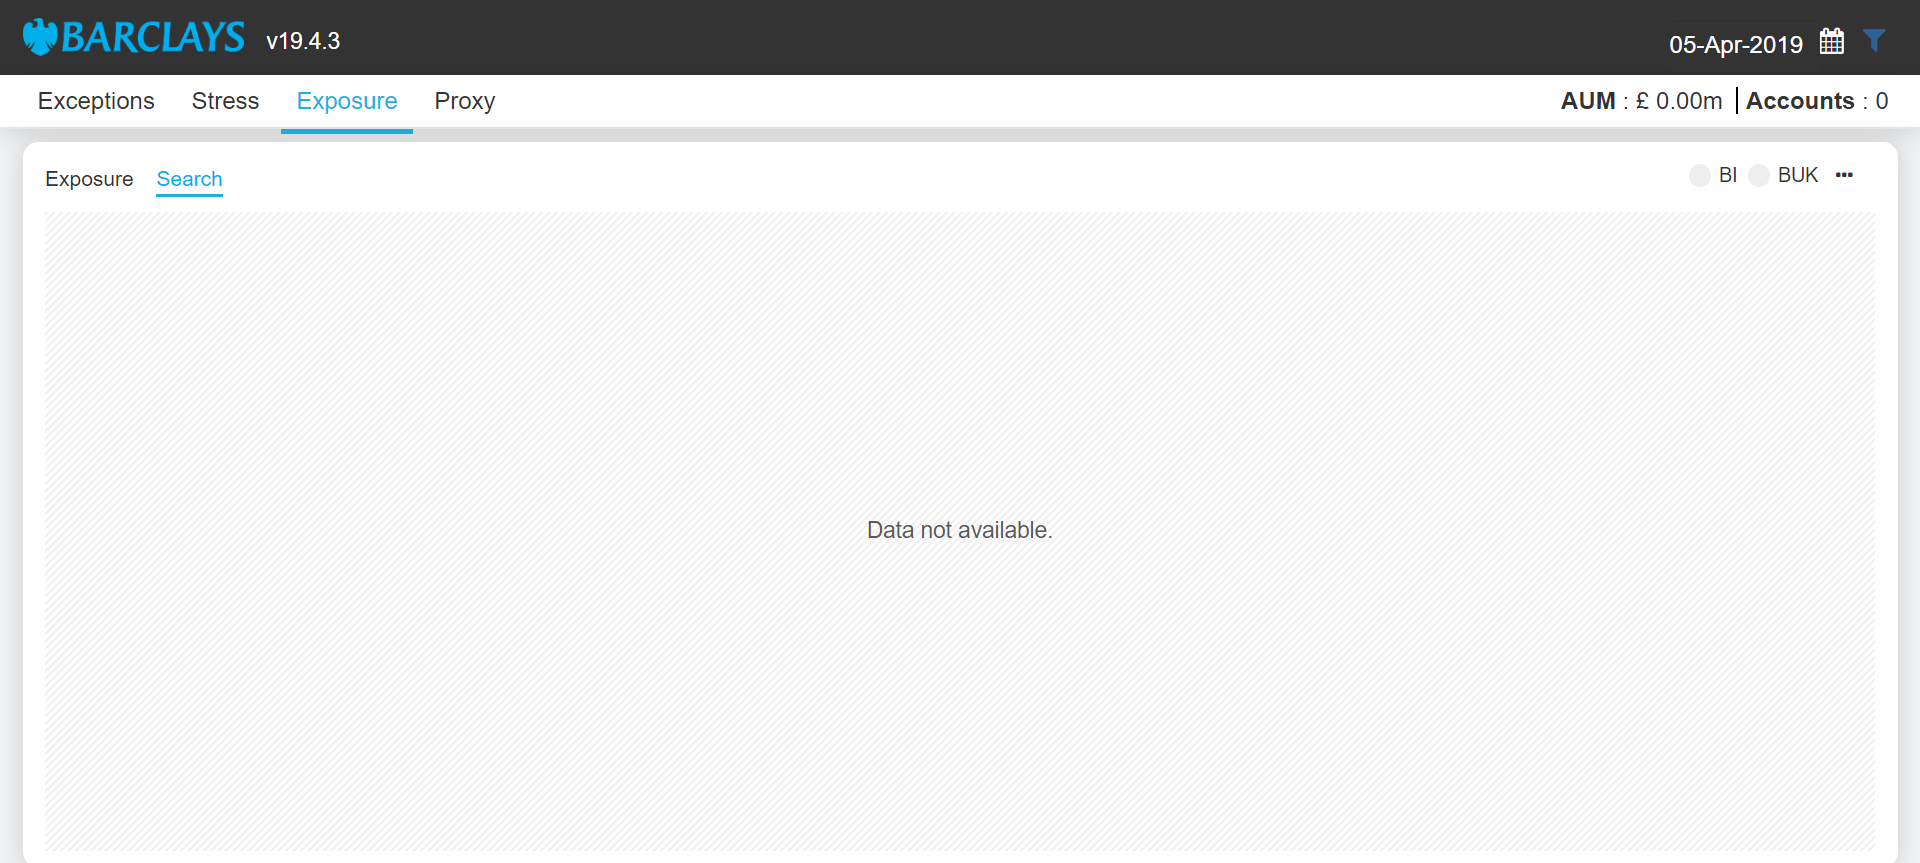 BARCLAYS v19.4.3 05-Apr-2019
Exceptions Stress Exposure Proxy AUM : £ 0.00m Accounts : 0
Exposure Search BI BUK
Data not available.